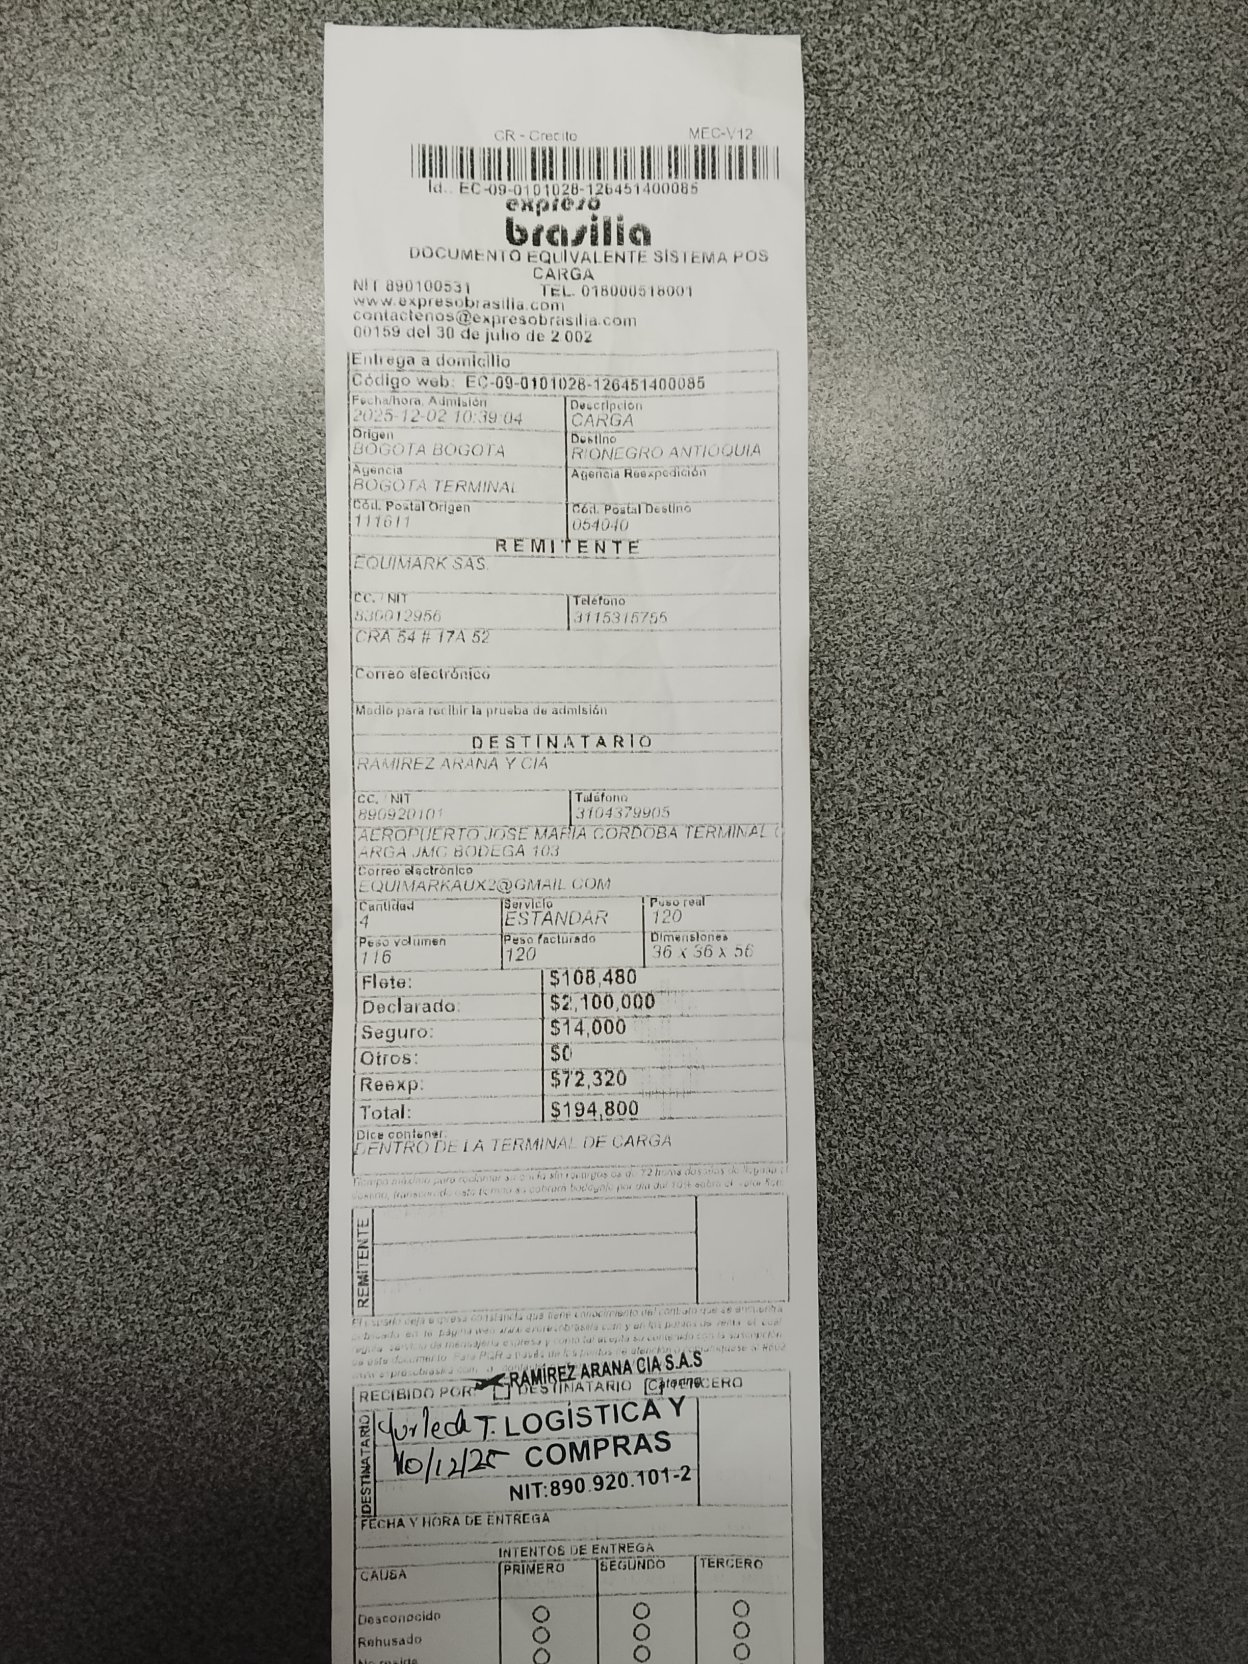 CR - Credito MEC-V12
Id.: EC-09-0101028-126451400085
expreso
brasilia
DOCUMENTO EQUIVALENTE SISTEMA POS
CARGA
NIT 890100531 TEL. 018000518001
www.expresobrasilia.com
contactenos@expresobrasilia.com
00159 del 30 de julio de 2.002
Entrega a domicilio
Código web: EC-09-0101028-126451400085
Fecha/hora. Admisión Descripción
2025-12-02 10:39:04 CARGA
Origen Destino
BOGOTA BOGOTA RIONEGRO ANTIOQUIA
Agencia Agencia Reexpedición
BOGOTA TERMINAL
Cód. Postal Origen Cód. Postal Destino
111611 054040
REMITENTE
EQUIMARK SAS.
CC. / NIT Teléfono
830012956 3115315755
CRA 54 # 17A 52
Correo electrónico
Medio para recibir la prueba de admisión
DESTINATARIO
RAMIREZ ARANA Y CIA
CC. / NIT Teléfono
890920101 3104379905
AEROPUERTO JOSE MARIA CORDOBA TERMINAL C
ARGA JMC BODEGA 103
Correo electrónico
EQUIMARKAUX2@GMAIL.COM
Cantidad Servicio Peso real
4 ESTANDAR 120
Peso volumen Peso facturado Dimensiones
116 120 36 x 36 x 56
Flete: $108,480
Declarado: $2,100,000
Seguro: $14,000
Otros: $0
Reexp: $72,320
Total: $194,800
Dice contener:
DENTRO DE LA TERMINAL DE CARGA
REMITENTE
RAMIREZ ARANA CIA S.A.S
RECIBIDO POR DESTINATARIO TERCERO
DESTINATARIO
Yurledi T. LOGÍSTICA Y
10/12/25 COMPRAS
NIT:890.920.101-2
FECHA Y HORA DE ENTREGA
INTENTOS DE ENTREGA
CAUSA PRIMERO SEGUNDO TERCERO
Desconocido
Rehusado
No reside